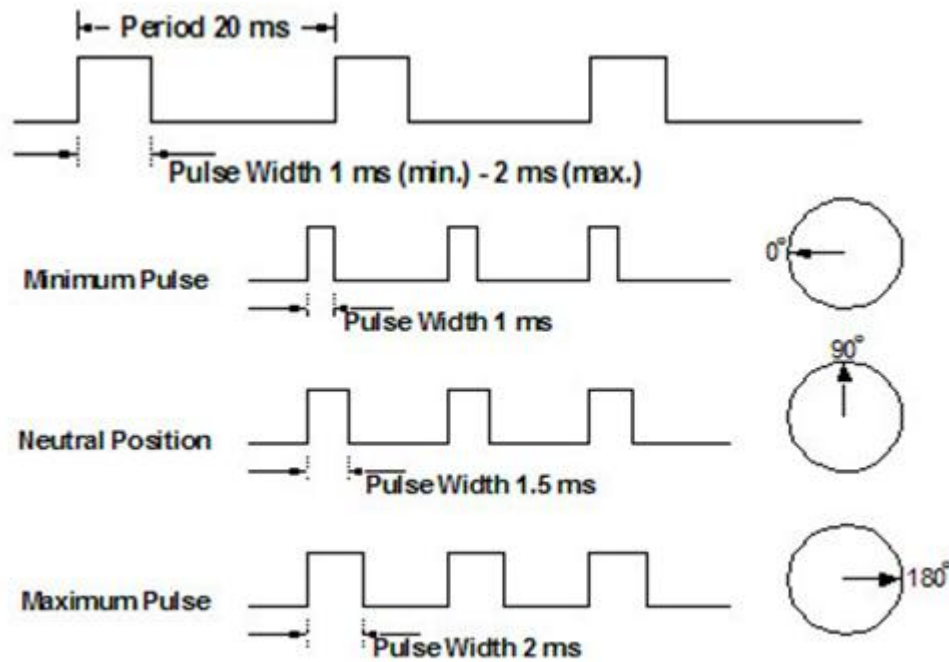 Period 20 ms
Pulse Width 1 ms (min.) - 2 ms (max.)
Minimum Pulse
0°
Pulse Width 1 ms
90°
Neutral Position
Pulse Width 1.5 ms
Maximum Pulse
180°
Pulse Width 2 ms